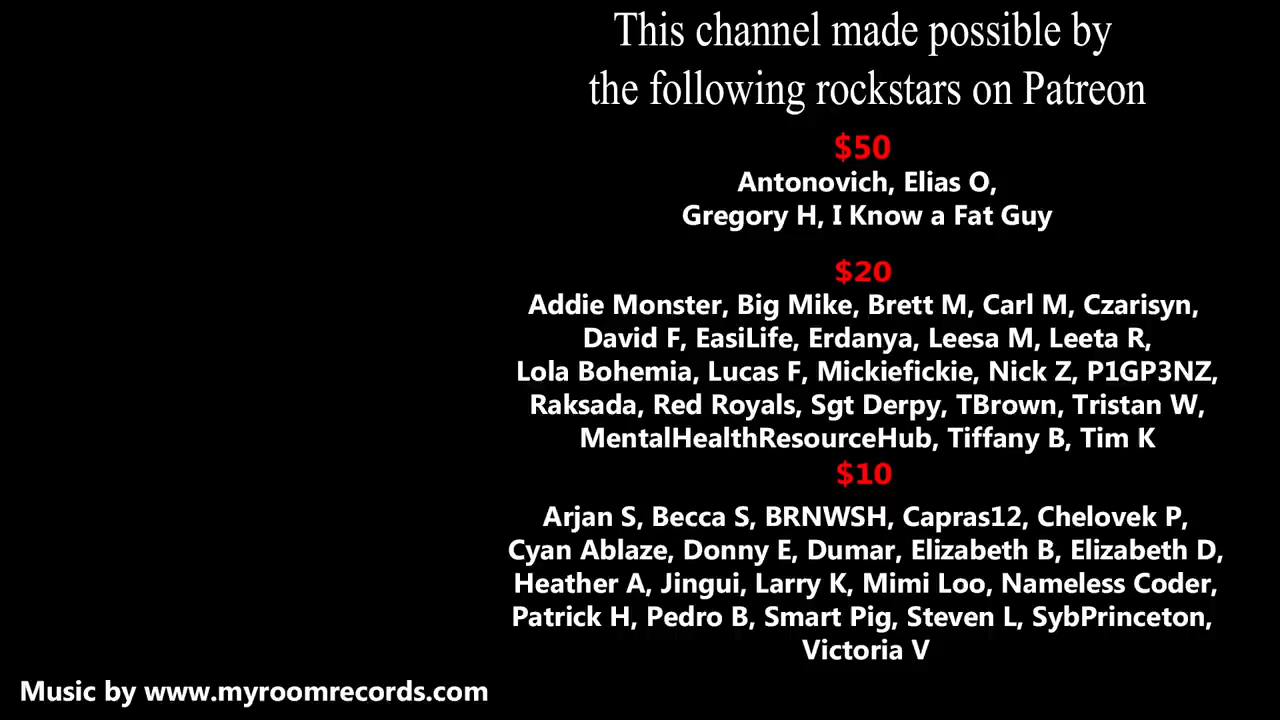 This channel made possible by
the following rockstars on Patreon
$50
Antonovich, Elias O,
Gregory H, I Know a Fat Guy
$20
Addie Monster, Big Mike, Brett M, Carl M, Czarisyn,
David F, EasiLife, Erdanya, Leesa M, Leeta R,
Lola Bohemia, Lucas F, Mickiefickie, Nick Z, P1GP3NZ,
Raksada, Red Royals, Sgt Derpy, TBrown, Tristan W,
MentalHealthResourceHub, Tiffany B, Tim K
$10
Arjan S, Becca S, BRNWSH, Capras12, Chelovek P,
Cyan Ablaze, Donny E, Dumar, Elizabeth B, Elizabeth D,
Heather A, Jingui, Larry K, Mimi Loo, Nameless Coder,
Patrick H, Pedro B, Smart Pig, Steven L, SybPrinceton,
Victoria V
Music by www.myroomrecords.com